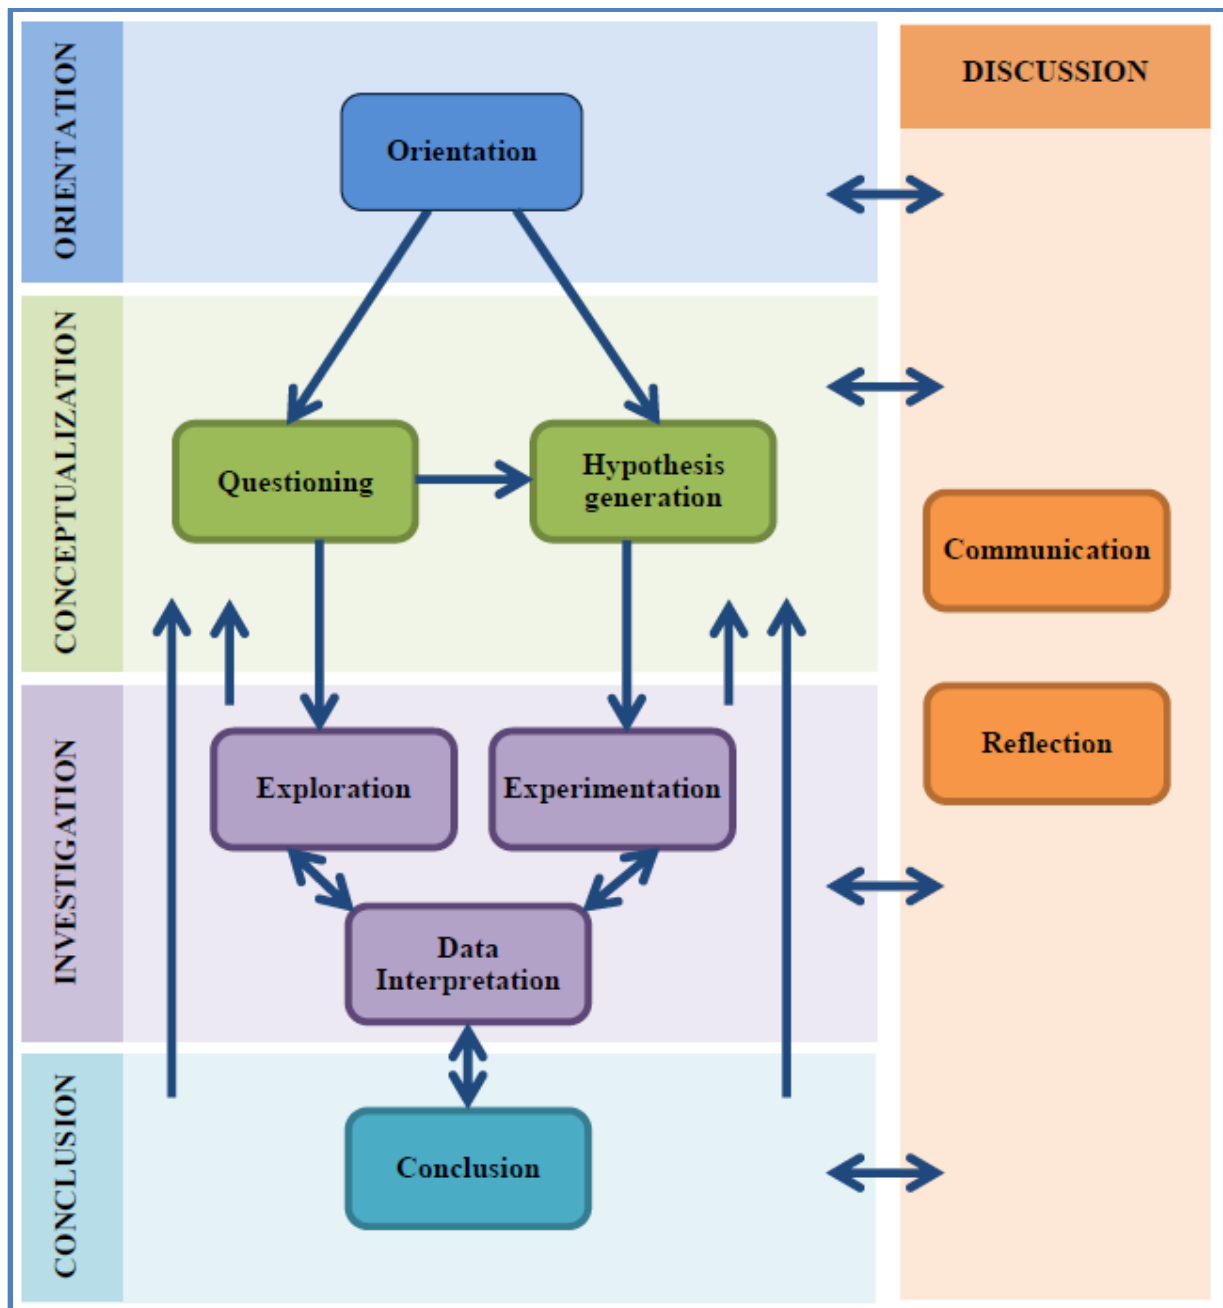 ORIENTATION
Orientation
CONCEPTUALIZATION
Questioning
Hypothesis
generation
INVESTIGATION
Exploration
Experimentation
Data
Interpretation
CONCLUSION
Conclusion
DISCUSSION
Communication
Reflection